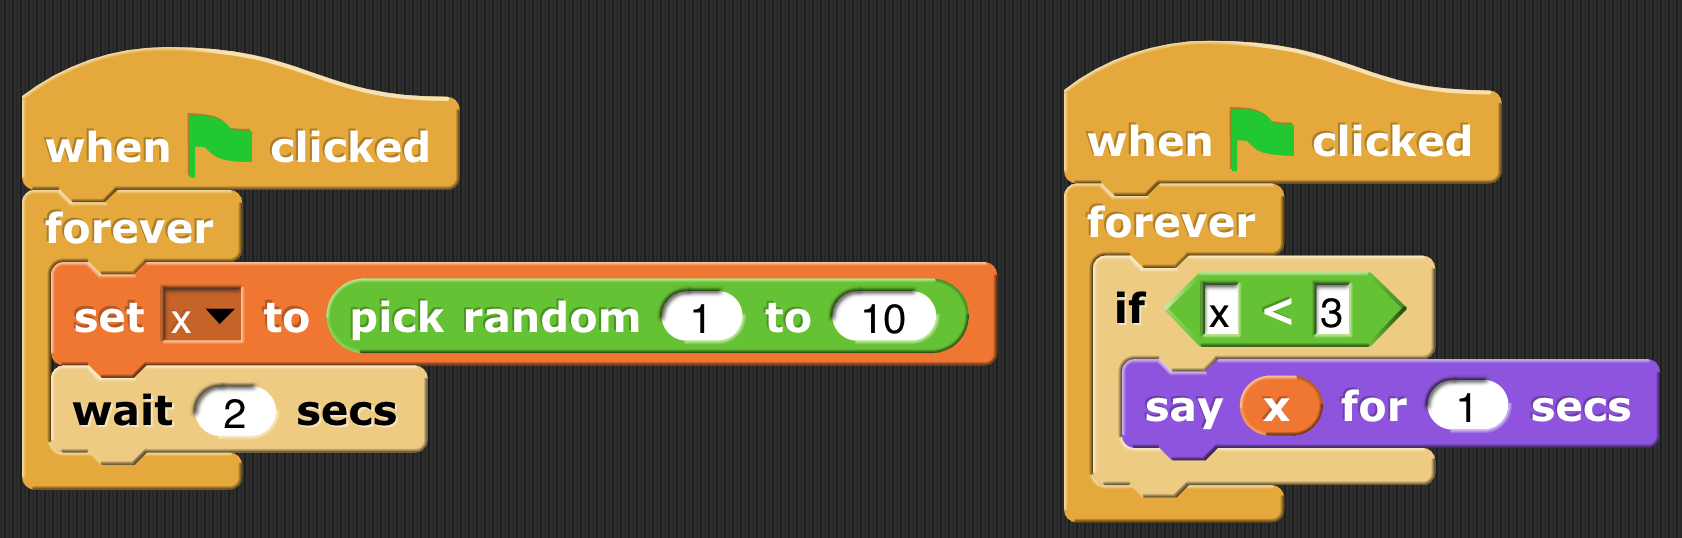 when clicked
forever
set x to pick random 1 to 10
wait 2 secs
when clicked
forever
if x < 3
say x for 1 secs